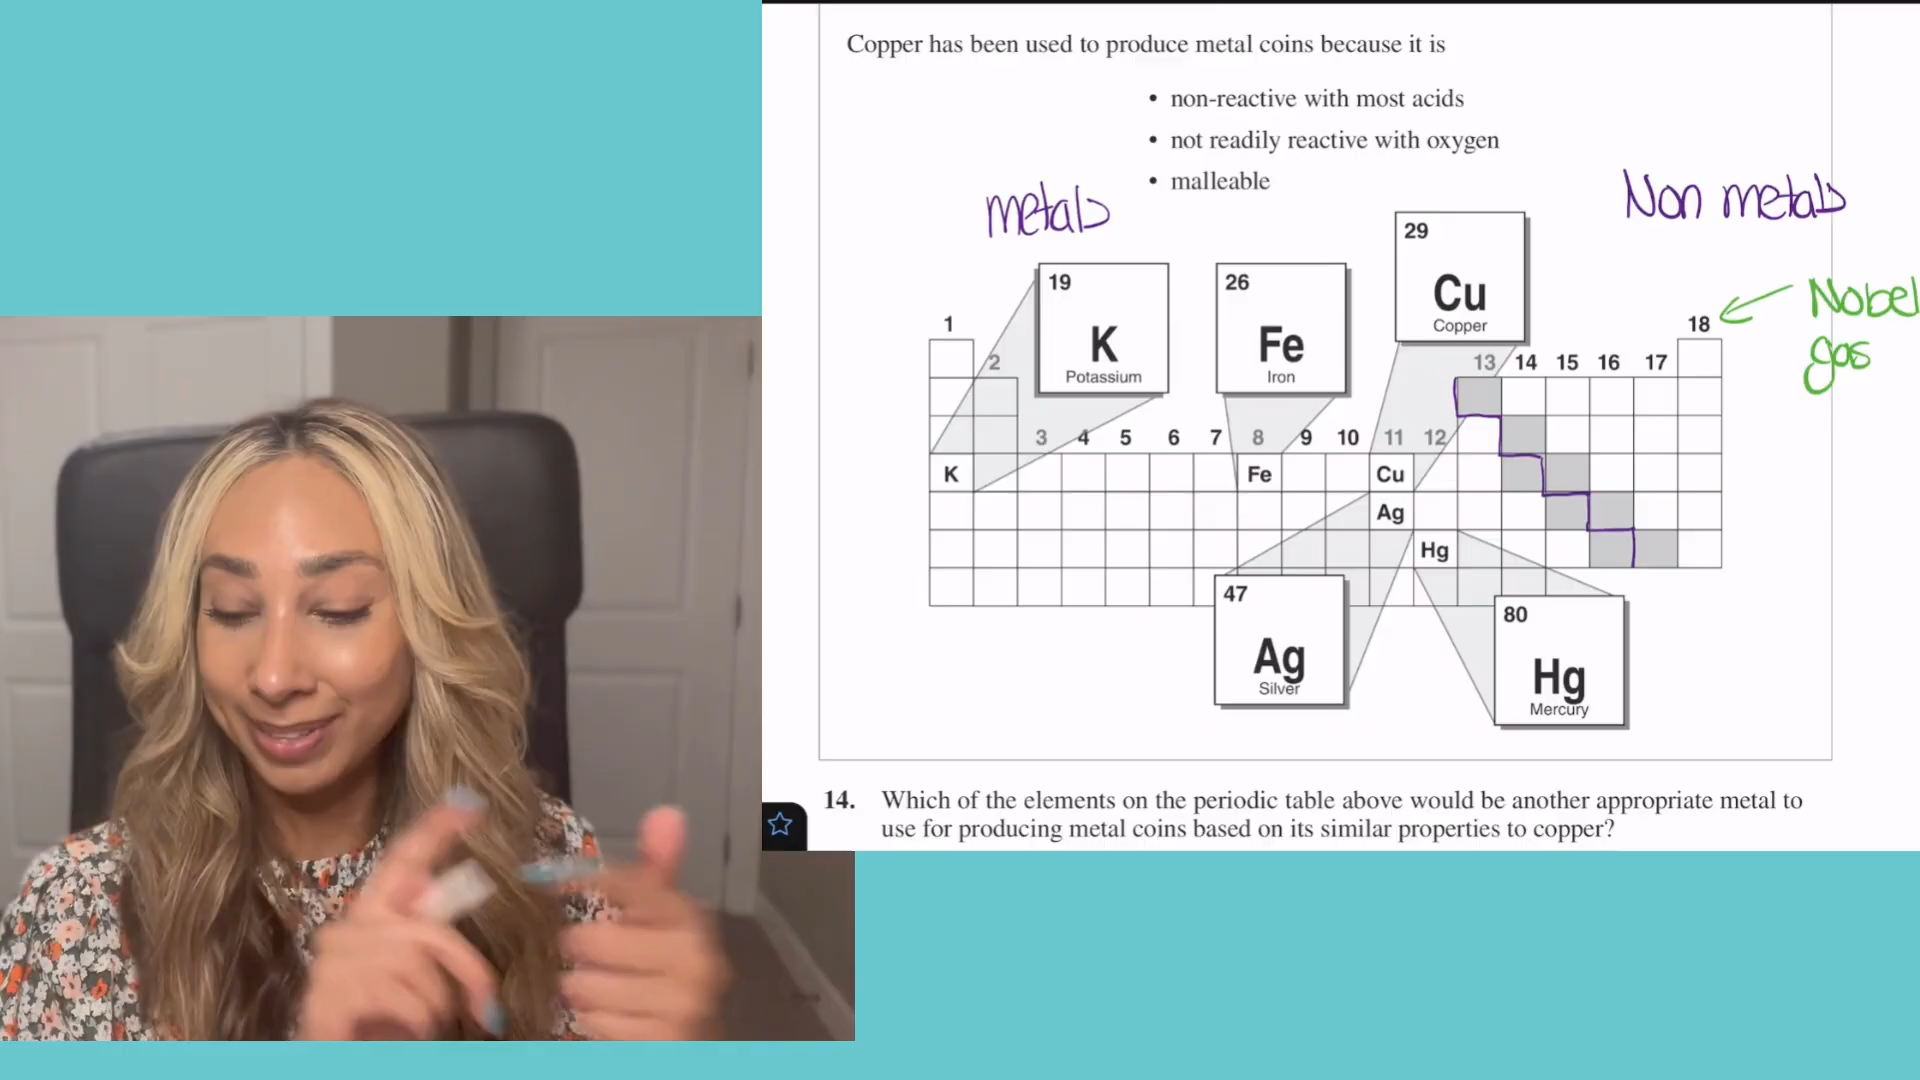 Copper has been used to produce metal coins because it is
• non-reactive with most acids
• not readily reactive with oxygen
• malleable
metals
Non metals
29
Cu
Copper
19
K
Potassium
26
Fe
Iron
Nobel
gas
1
18
2
13 14 15 16 17
3 4 5 6 7 8 9 10 11 12
K Fe Cu
Ag
Hg
47
Ag
Silver
80
Hg
Mercury
14. Which of the elements on the periodic table above would be another appropriate metal to
use for producing metal coins based on its similar properties to copper?